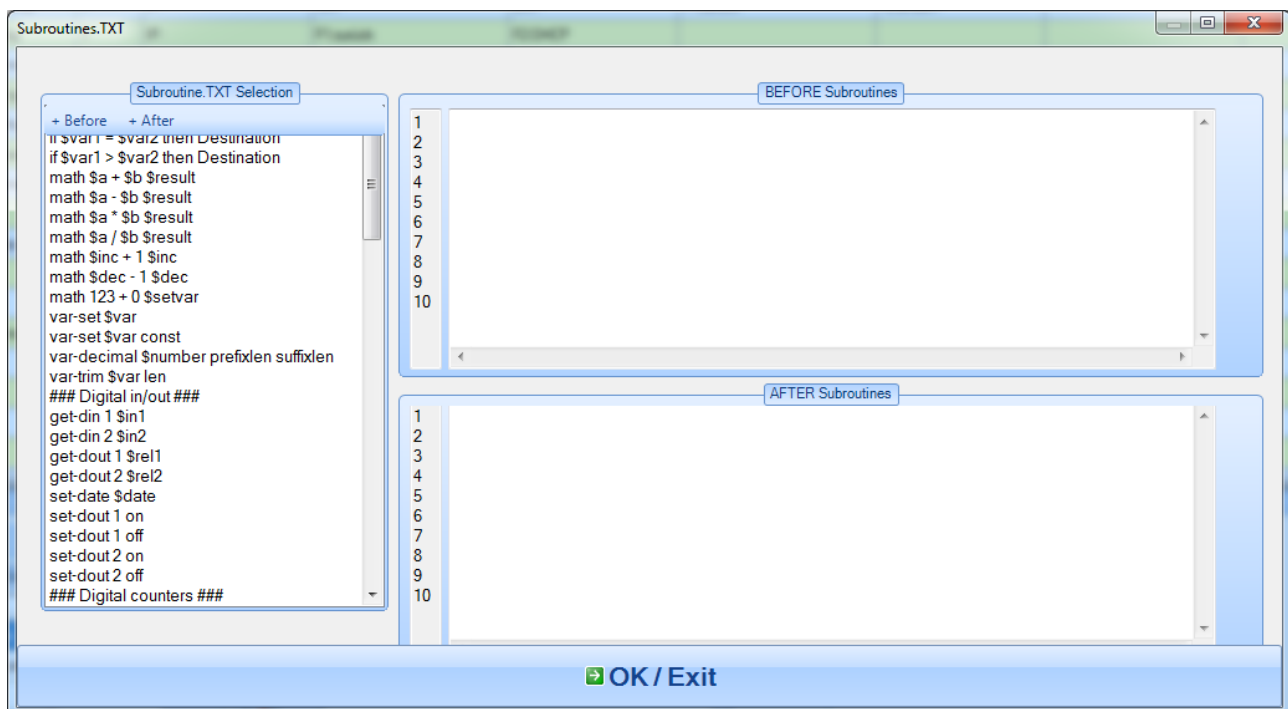 Subroutines.TXT
Subroutine.TXT Selection
+ Before + After
if $var1 = $var2 then Destination
if $var1 > $var2 then Destination
math $a + $b $result
math $a - $b $result
math $a * $b $result
math $a / $b $result
math $inc + 1 $inc
math $dec - 1 $dec
math 123 + 0 $setvar
var-set $var
var-set $var const
var-decimal $number prefixlen suffixlen
var-trim $var len
### Digital in/out ###
get-din 1 $in1
get-din 2 $in2
get-dout 1 $rel1
get-dout 2 $rel2
set-date $date
set-dout 1 on
set-dout 1 off
set-dout 2 on
set-dout 2 off
### Digital counters ###
BEFORE Subroutines
1
2
3
4
5
6
7
8
9
10
AFTER Subroutines
1
2
3
4
5
6
7
8
9
10
OK / Exit